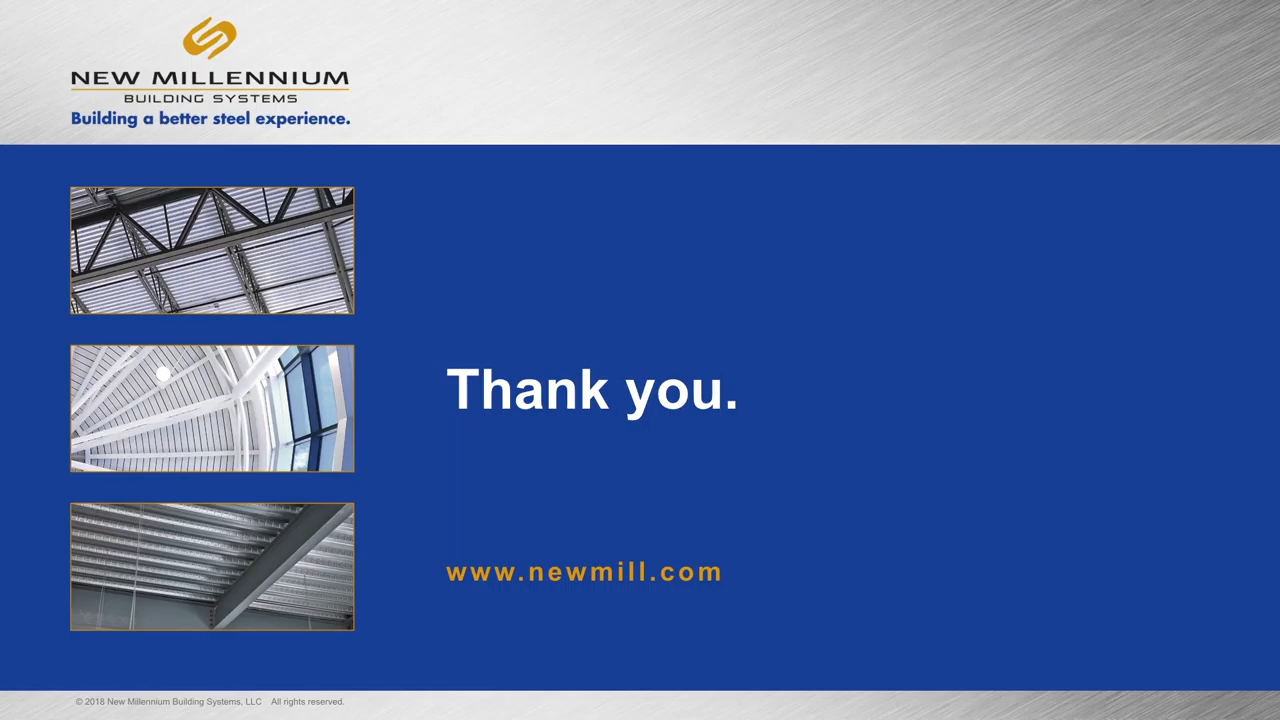 NEW MILLENNIUM
BUILDING SYSTEMS
Building a better steel experience.
Thank you.
www.newmill.com
© 2018 New Millennium Building Systems, LLC All rights reserved.